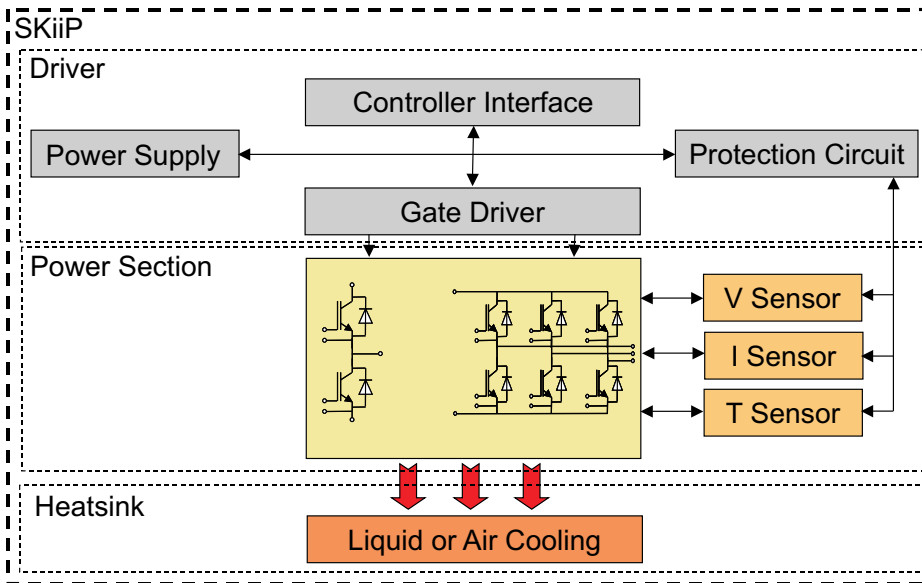 SKiiP
Driver
Controller Interface
Power Supply
Protection Circuit
Gate Driver
Power Section
V Sensor
I Sensor
T Sensor
Heatsink
Liquid or Air Cooling